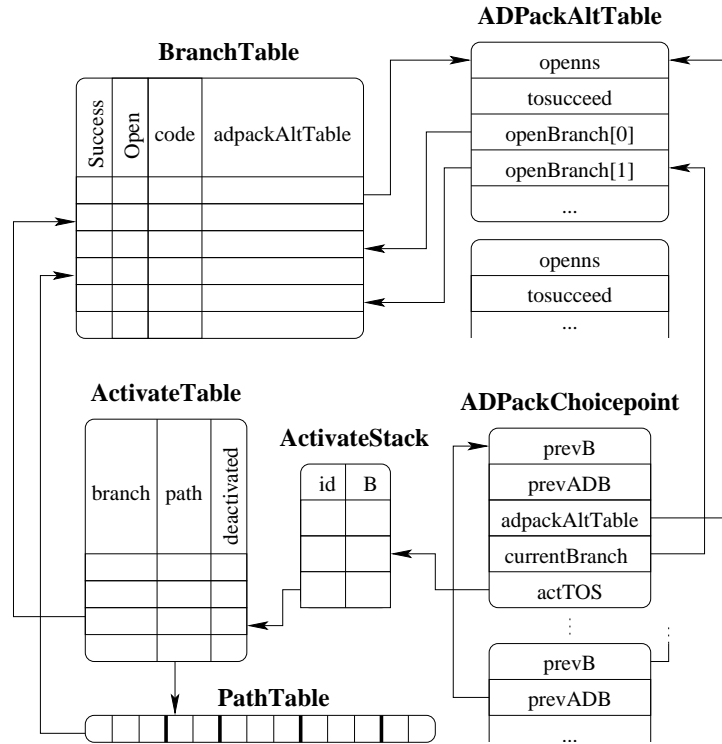 ADPackAltTable
BranchTable
openns
tosucceed
openBranch[0]
openBranch[1]
...
Success
Open
code
adpackAltTable
openns
tosucceed
...
ActivateTable
branch
path
deactivated
ActivateStack
id B
ADPackChoicepoint
prevB
prevADB
adpackAltTable
currentBranch
actTOS
prevB
prevADB
...
PathTable